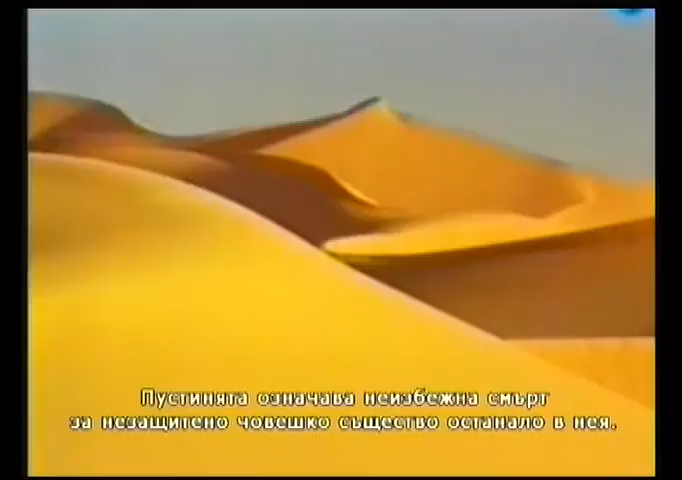 Пустинята означава неизбежна смърт
за незащитено човешко същество останало в нея.